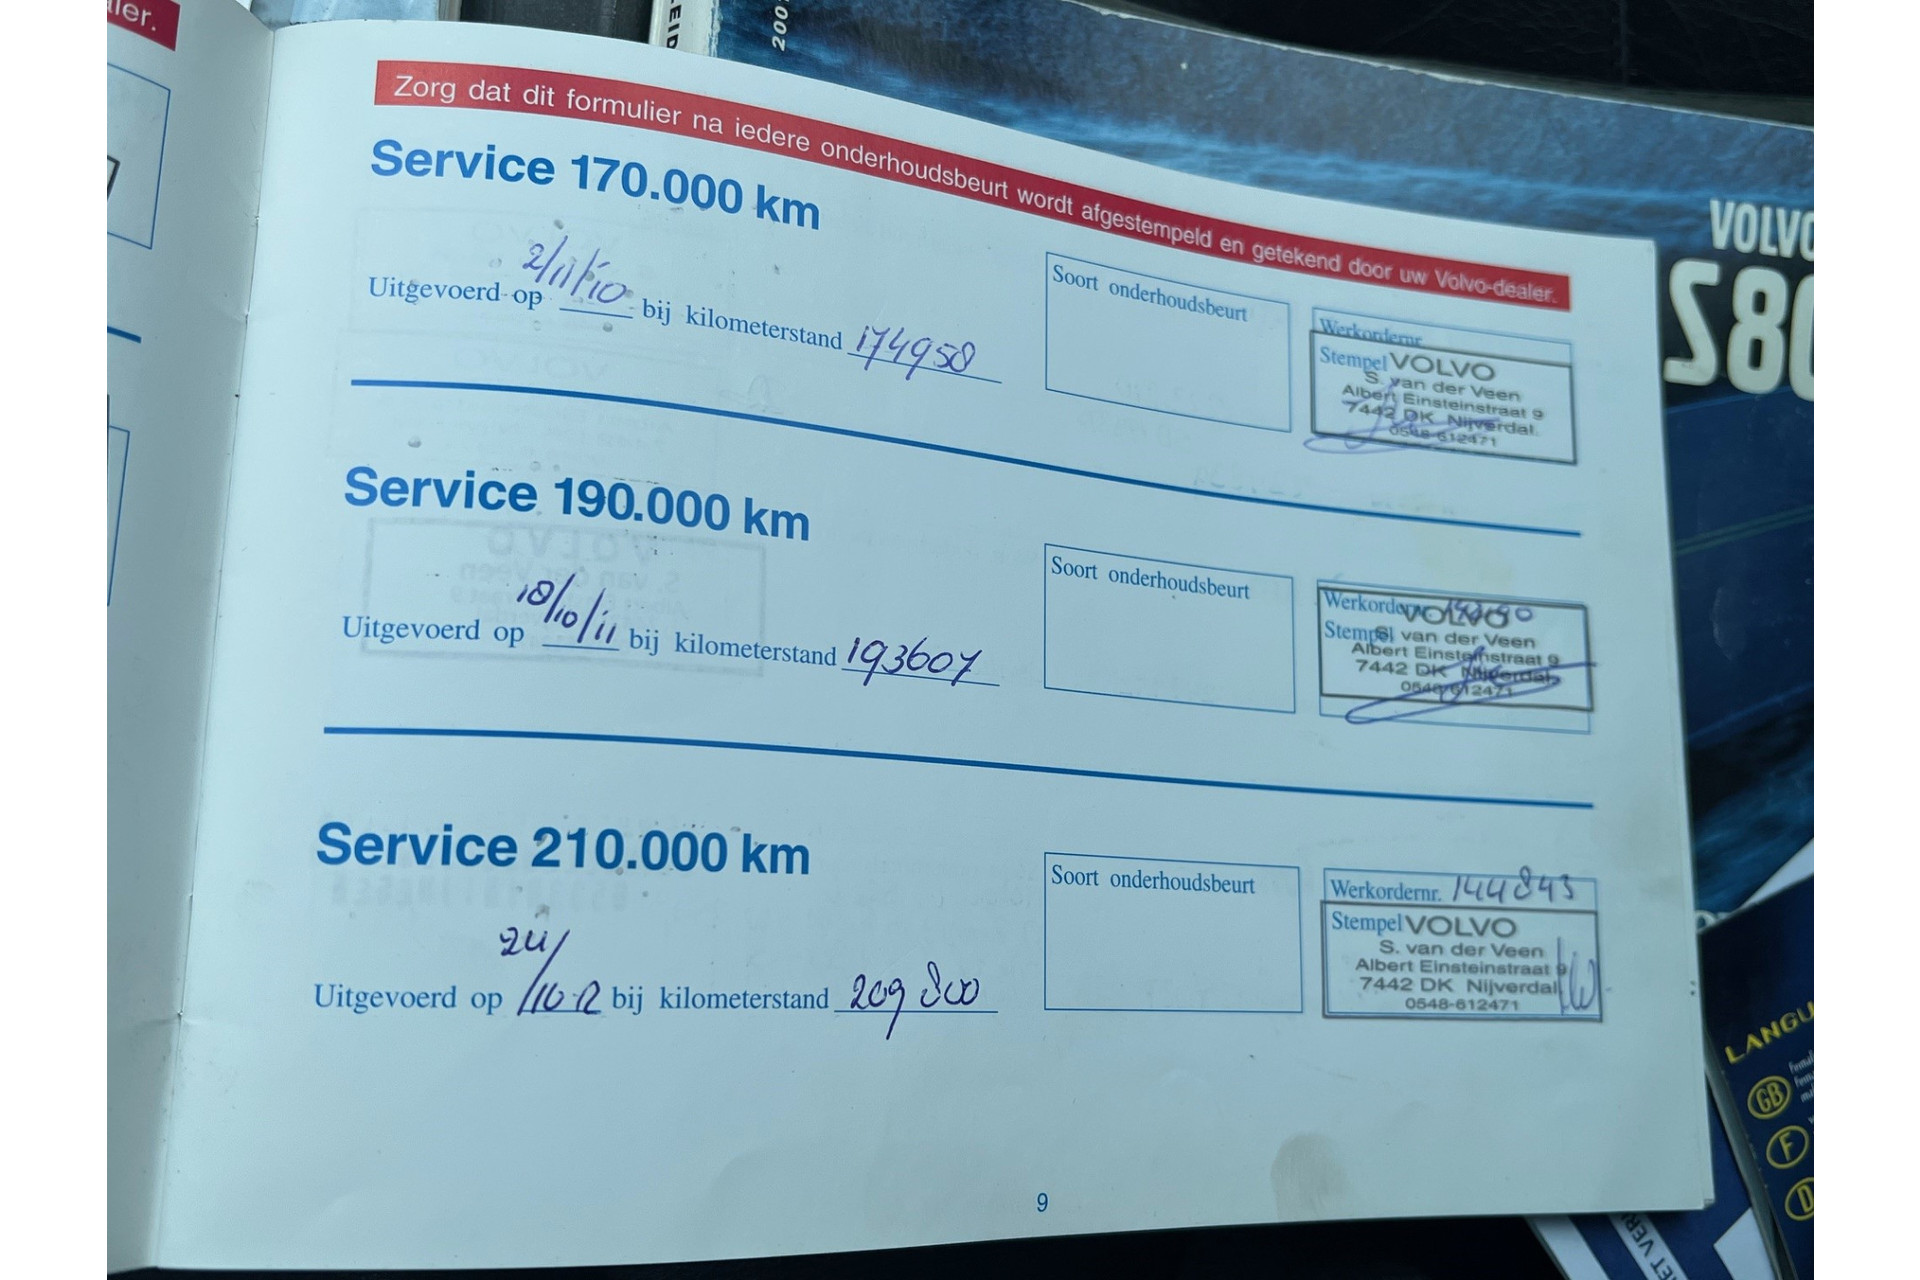 ler.
Zorg dat dit formulier na iedere onderhoudsbeurt wordt afgestempeld en getekend door uw Volvo-dealer.
Service 170.000 km
Uitgevoerd op 2/11/'10 bij kilometerstand 174958
Soort onderhoudsbeurt
Werkordernr.
Stempel VOLVO
S. van der Veen
Albert Einsteinstraat 9
7442 DK Nijverdal.
0548-612471
Service 190.000 km
Uitgevoerd op 18/10/11 bij kilometerstand 193607
Soort onderhoudsbeurt
Werkordernr.
Stempel VOLVO
S. van der Veen
Albert Einsteinstraat 9
7442 DK Nijverdal.
0548-612471
Service 210.000 km
Uitgevoerd op 24/10-12 bij kilometerstand 209800
Soort onderhoudsbeurt
Werkordernr. 144843
Stempel VOLVO
S. van der Veen
Albert Einsteinstraat 9
7442 DK Nijverdal.
0548-612471
9
VOLVO
S80
LANGU
GB
F
D